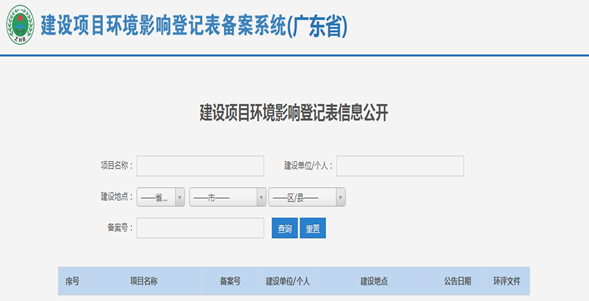 建设项目环境影响登记表备案系统(广东省)
建设项目环境影响登记表信息公开
项目名称： 建设单位/个人：
建设地点： ——省... ——市—— ——区/县——
备案号： 查询 重置
序号 项目名称 备案号 建设单位/个人 建设地点 公告日期 环评文件